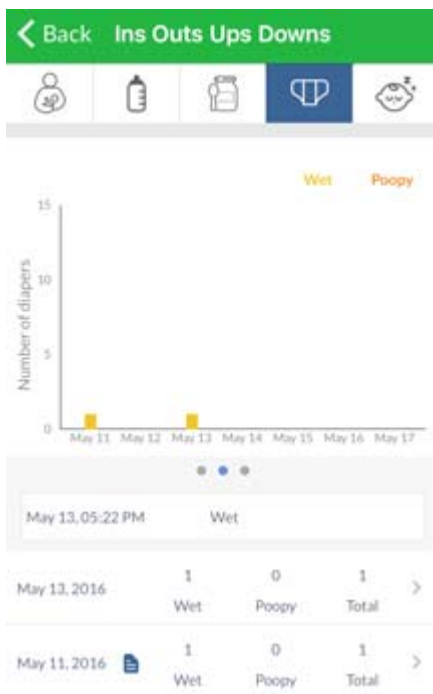 Back Ins Outs Ups Downs
Wet Poopy
15
10
5
0
Number of diapers
May 11 May 12 May 13 May 14 May 15 May 16 May 17
May 13, 05:22 PM Wet
May 13, 2016 1 0 1
Wet Poopy Total
May 11, 2016 1 0 1
Wet Poopy Total